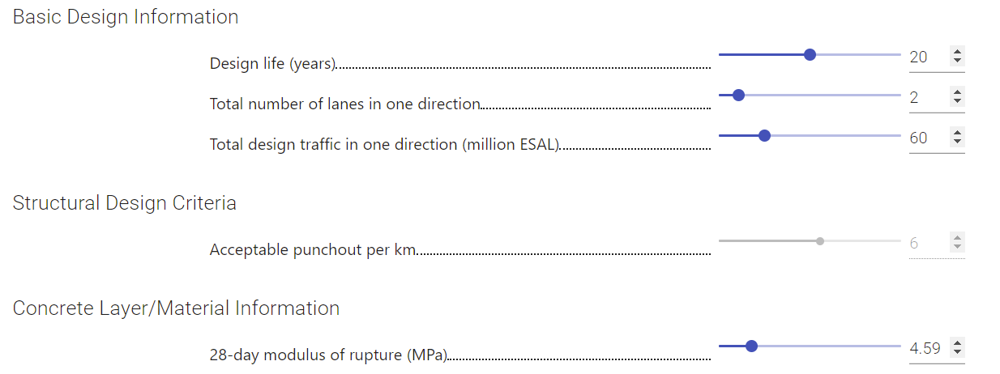 Basic Design Information
Design life (years) 20
Total number of lanes in one direction 2
Total design traffic in one direction (million ESAL) 60
Structural Design Criteria
Acceptable punchout per km 6
Concrete Layer/Material Information
28-day modulus of rupture (MPa) 4.59